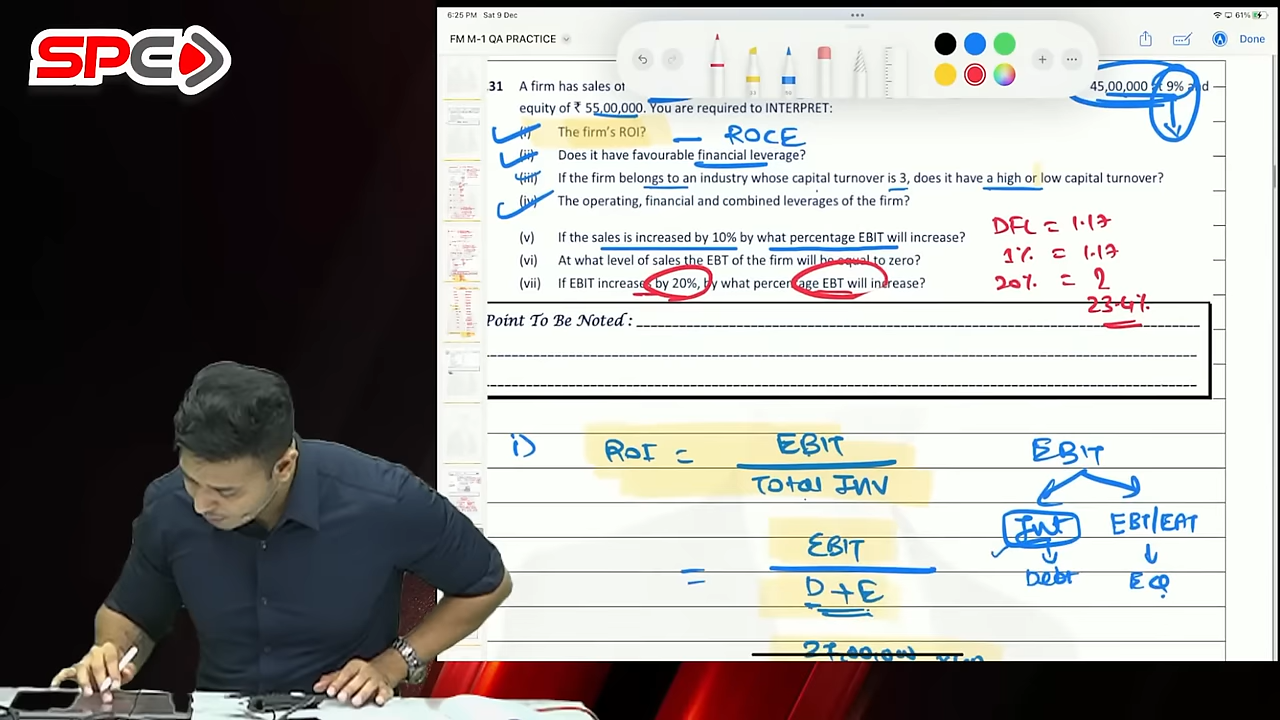 SPED
6:25 PM Sat 9 Dec
61%
FM M-1 QA PRACTICE
Done
31 A firm has sales of 45,00,000 9% and
equity of ₹ 55,00,000. You are required to INTERPRET:
(i) The firm's ROI? — ROCE
(ii) Does it have favourable financial leverage?
(iii) If the firm belongs to an industry whose capital turnover is 3, does it have a high or low capital turnover?
(iv) The operating, financial and combined leverages of the firm?
(v) If the sales is increased by 10% by what percentage EBIT will increase?
(vi) At what level of sales the EBT of the firm will be equal to zero?
(vii) If EBIT increases by 20%, by what percentage EBT will increase?
DFL = 1.17
1% = 1.17
20% = ?
23.4%
Point To Be Noted :
i) ROI = EBIT
Total INV
= EBIT
D + E
EBIT
Int EBT/EAT
Debt EQ